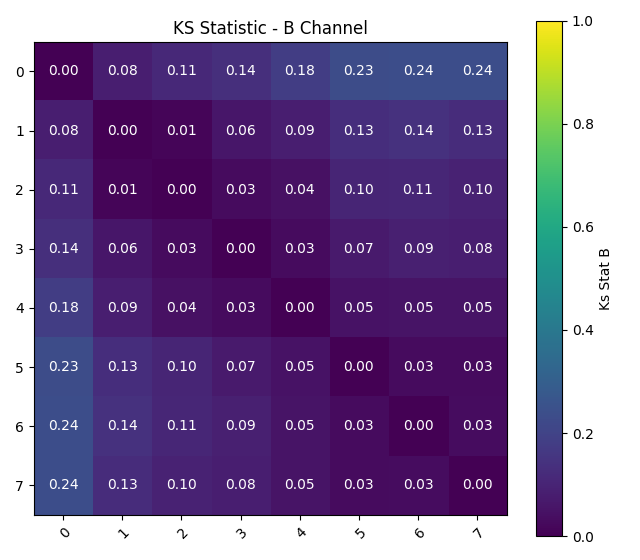 KS Statistic - B Channel
0 0.00 0.08 0.11 0.14 0.18 0.23 0.24 0.24
1 0.08 0.00 0.01 0.06 0.09 0.13 0.14 0.13
2 0.11 0.01 0.00 0.03 0.04 0.10 0.11 0.10
3 0.14 0.06 0.03 0.00 0.03 0.07 0.09 0.08
4 0.18 0.09 0.04 0.03 0.00 0.05 0.05 0.05
5 0.23 0.13 0.10 0.07 0.05 0.00 0.03 0.03
6 0.24 0.14 0.11 0.09 0.05 0.03 0.00 0.03
7 0.24 0.13 0.10 0.08 0.05 0.03 0.03 0.00
0 1 2 3 4 5 6 7
1.0
0.8
0.6
0.4
0.2
0.0
Ks Stat B